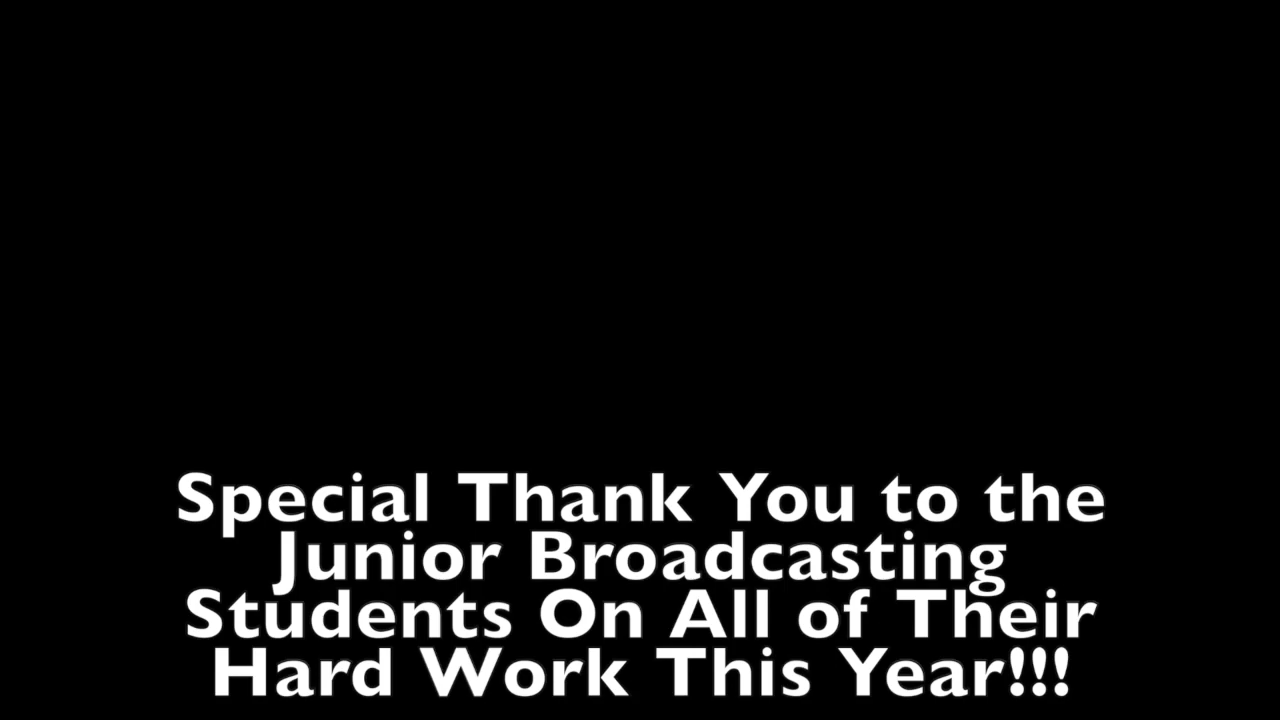 Special Thank You to the
Junior Broadcasting
Students On All of Their
Hard Work This Year!!!